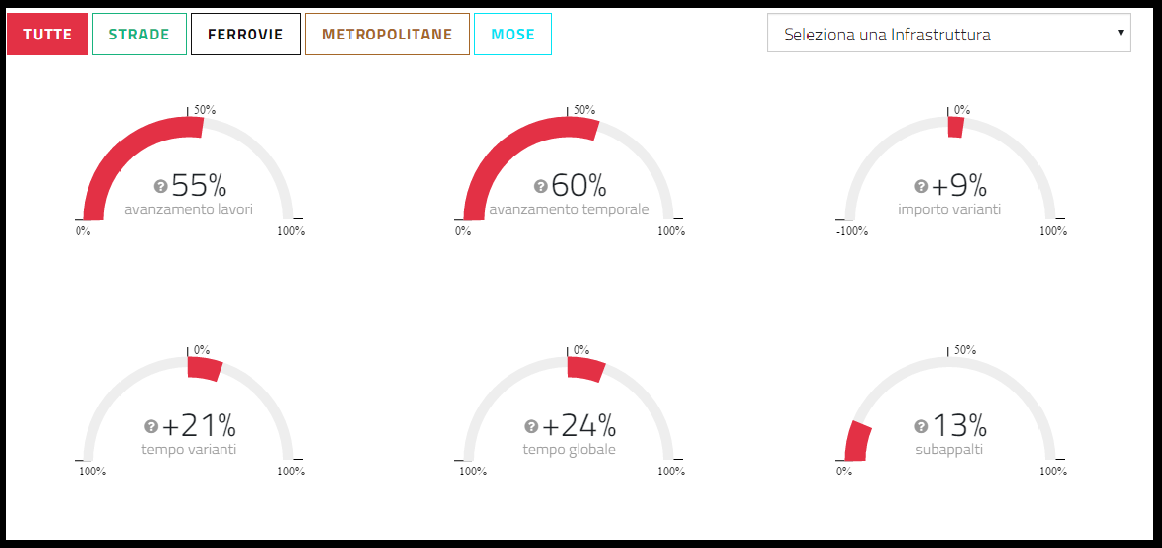 TUTTE STRADE FERROVIE METROPOLITANE MOSE Seleziona una Infrastruttura
50% 50% 0%
? 55% ? 60% ? +9%
avanzamento lavori avanzamento temporale importo varianti
0% 100% 0% 100% -100% 100%
0% 0% 50%
? +21% ? +24% ? 13%
tempo varianti tempo globale subappalti
100% 100% 100% 100% 0% 100%